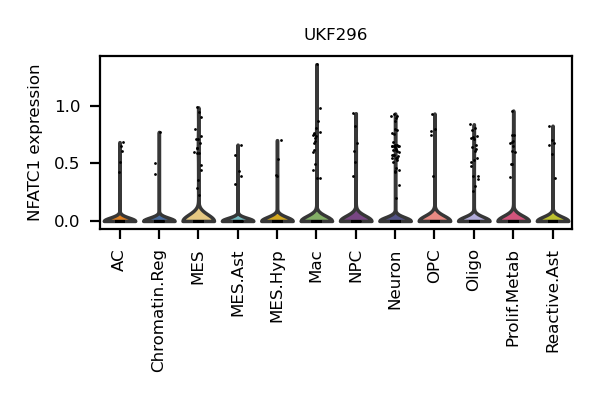 UKF296
NFATC1 expression
1.0
0.5
0.0
AC
Chromatin.Reg
MES
MES.Ast
MES.Hyp
Mac
NPC
Neuron
OPC
Oligo
Prolif.Metab
Reactive.Ast